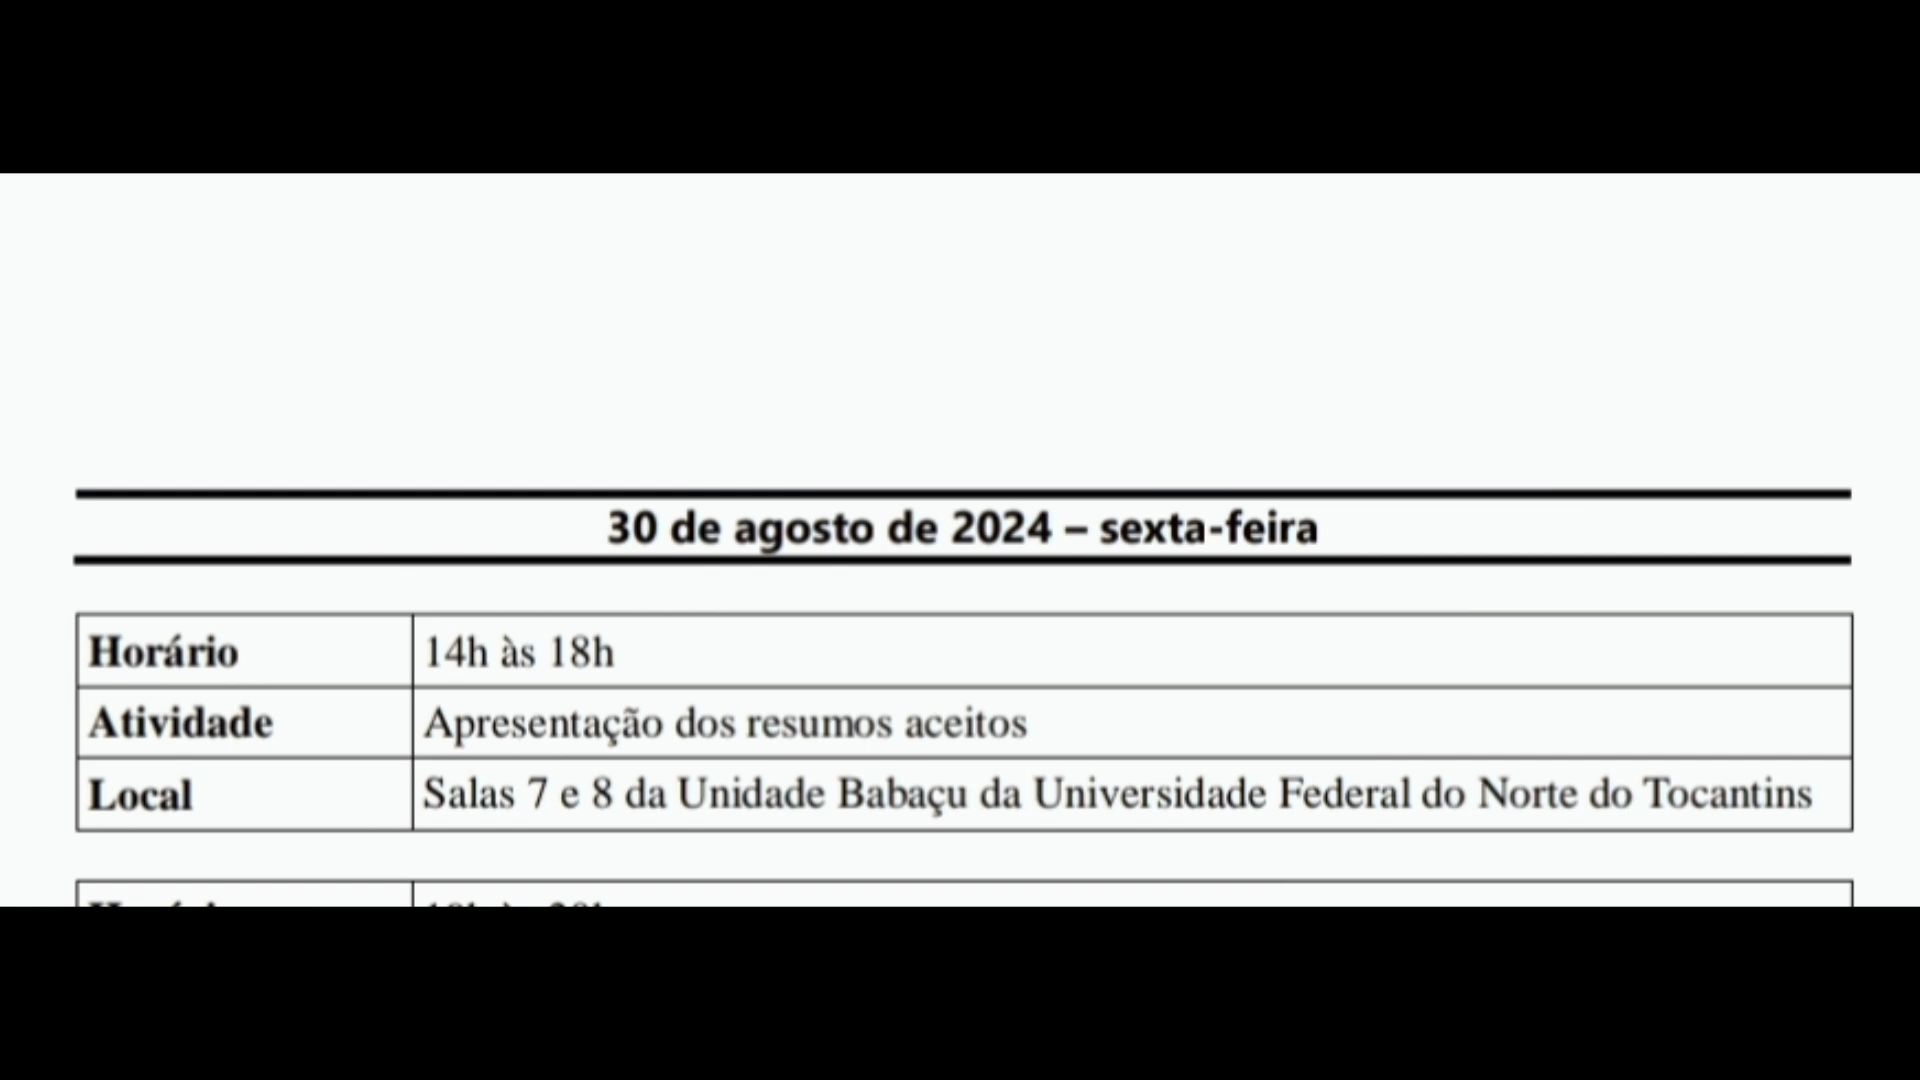 30 de agosto de 2024 – sexta-feira
Horário 14h às 18h
Atividade Apresentação dos resumos aceitos
Local Salas 7 e 8 da Unidade Babaçu da Universidade Federal do Norte do Tocantins